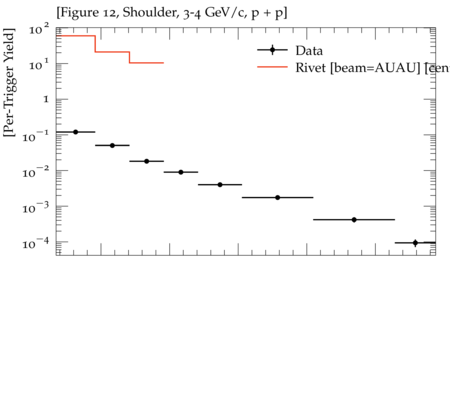 [Figure 12, Shoulder, 3-4 GeV/c, p + p]
[Per-Trigger Yield]
10²
10¹
1
10⁻¹
10⁻²
10⁻³
10⁻⁴
Data
Rivet [beam=AUAU] [cen